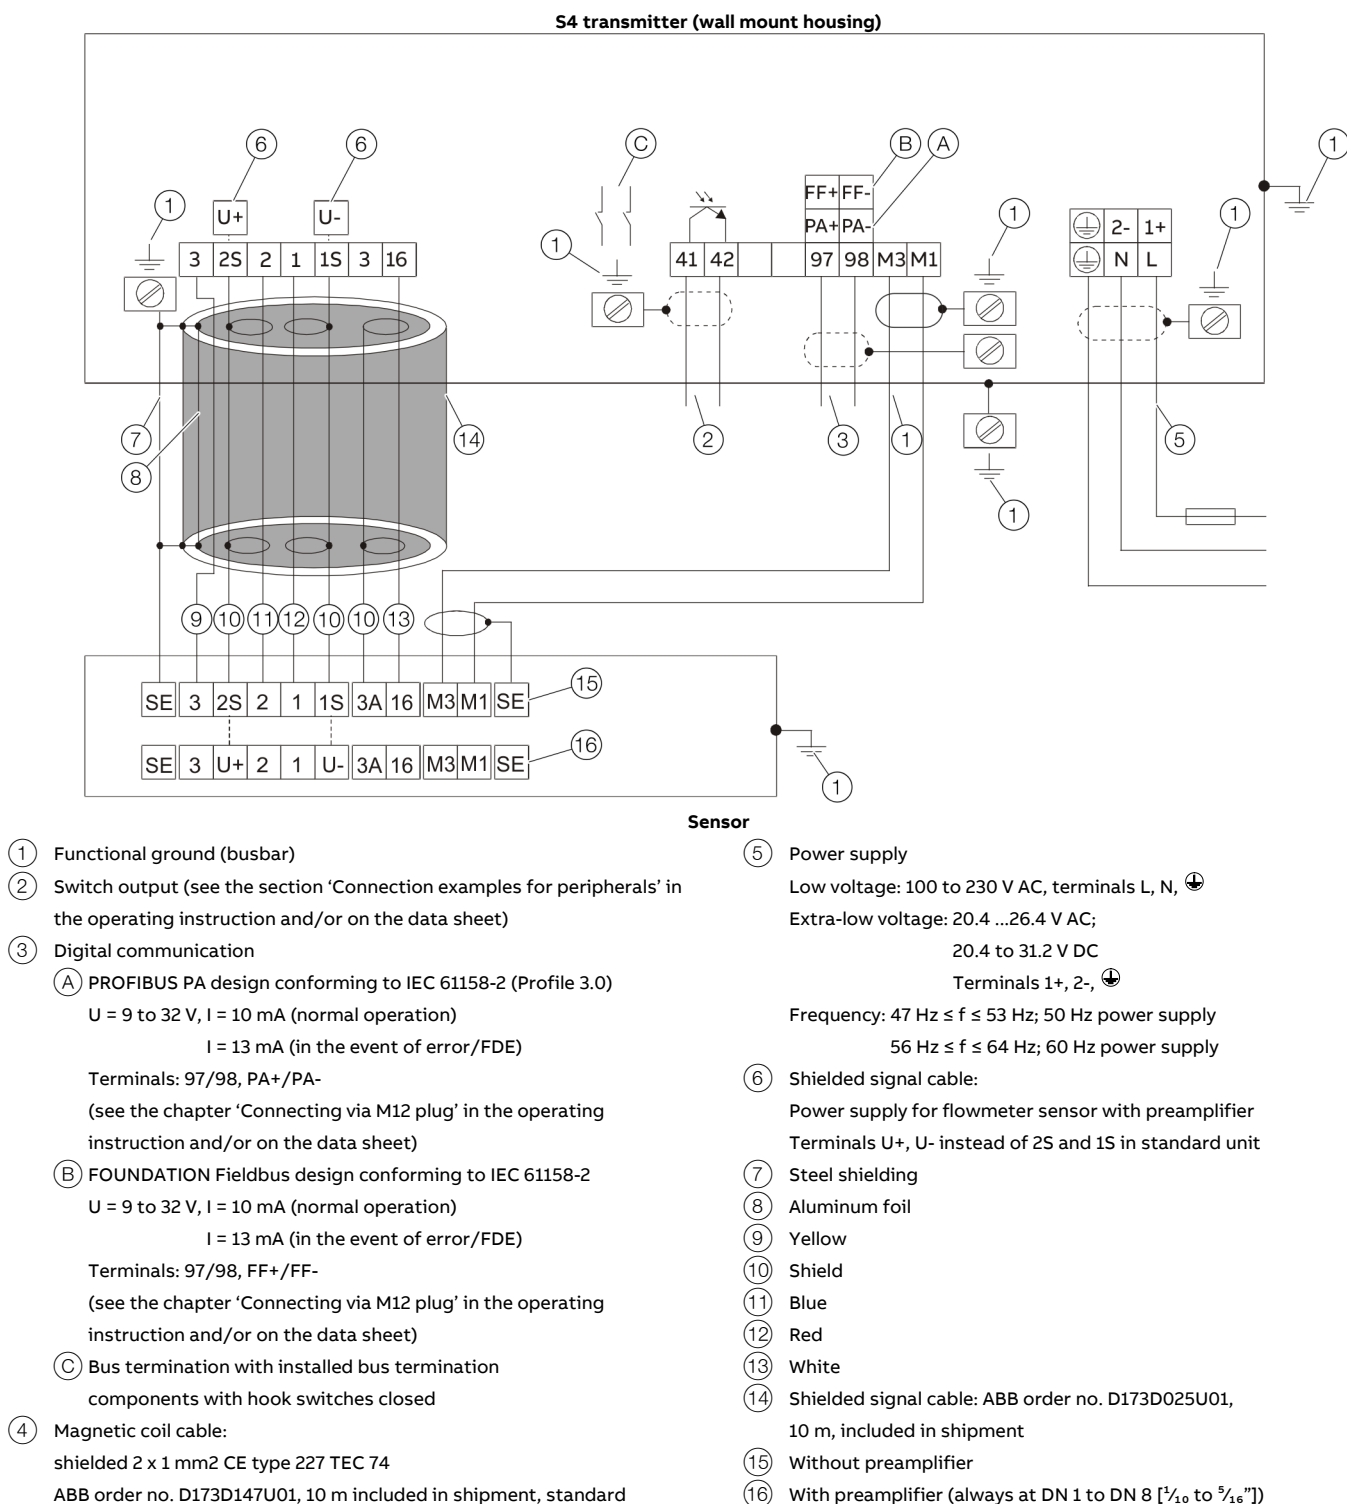 S4 transmitter (wall mount housing)
6 6 C B A 1
FF+ FF-
1 U+ U- PA+ PA- 1 2- 1+ 1
3 2S 2 1 1S 3 16 1 41 42 97 98 M3 M1 N L
7 14 2 3 1 5
8
1
9 10 11 12 10 10 13
SE 3 2S 2 1 1S 3A 16 M3 M1 SE 15
SE 3 U+ 2 1 U- 3A 16 M3 M1 SE 16
1
Sensor
1 Functional ground (busbar)
2 Switch output (see the section ‘Connection examples for peripherals’ in
the operating instruction and/or on the data sheet)
3 Digital communication
A PROFIBUS PA design conforming to IEC 61158-2 (Profile 3.0)
U = 9 to 32 V, I = 10 mA (normal operation)
I = 13 mA (in the event of error/FDE)
Terminals: 97/98, PA+/PA-
(see the chapter ‘Connecting via M12 plug’ in the operating
instruction and/or on the data sheet)
B FOUNDATION Fieldbus design conforming to IEC 61158-2
U = 9 to 32 V, I = 10 mA (normal operation)
I = 13 mA (in the event of error/FDE)
Terminals: 97/98, FF+/FF-
(see the chapter ‘Connecting via M12 plug’ in the operating
instruction and/or on the data sheet)
C Bus termination with installed bus termination
components with hook switches closed
4 Magnetic coil cable:
shielded 2 x 1 mm2 CE type 227 TEC 74
ABB order no. D173D147U01, 10 m included in shipment, standard
5 Power supply
Low voltage: 100 to 230 V AC, terminals L, N, ⏚
Extra-low voltage: 20.4 ...26.4 V AC;
20.4 to 31.2 V DC
Terminals 1+, 2-, ⏚
Frequency: 47 Hz ≤ f ≤ 53 Hz; 50 Hz power supply
56 Hz ≤ f ≤ 64 Hz; 60 Hz power supply
6 Shielded signal cable:
Power supply for flowmeter sensor with preamplifier
Terminals U+, U- instead of 2S and 1S in standard unit
7 Steel shielding
8 Aluminum foil
9 Yellow
10 Shield
11 Blue
12 Red
13 White
14 Shielded signal cable: ABB order no. D173D025U01,
10 m, included in shipment
15 Without preamplifier
16 With preamplifier (always at DN 1 to DN 8 [¹⁄₁₀ to ⁵⁄₁₆”])